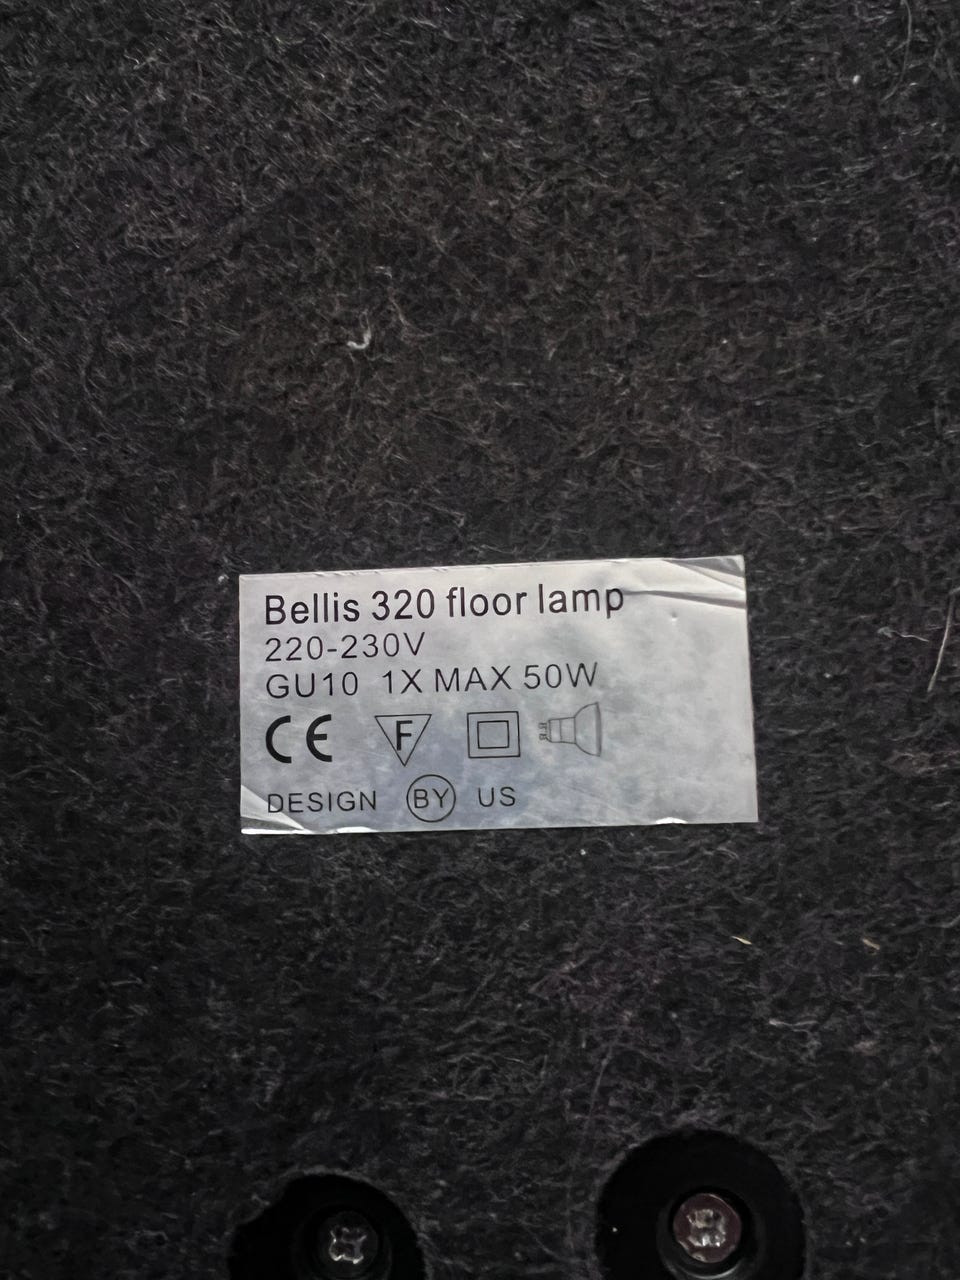 Bellis 320 floor lamp
220-230V
GU10 1X MAX 50W
CE F
DESIGN BY US